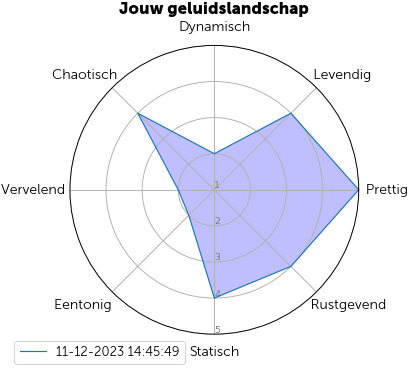 Jouw geluidslandschap
Dynamisch
Chaotisch
Levendig
Vervelend
1
Prettig
2
3
4
Eentonig
Rustgevend
5
11-12-2023 14:45:49
Statisch